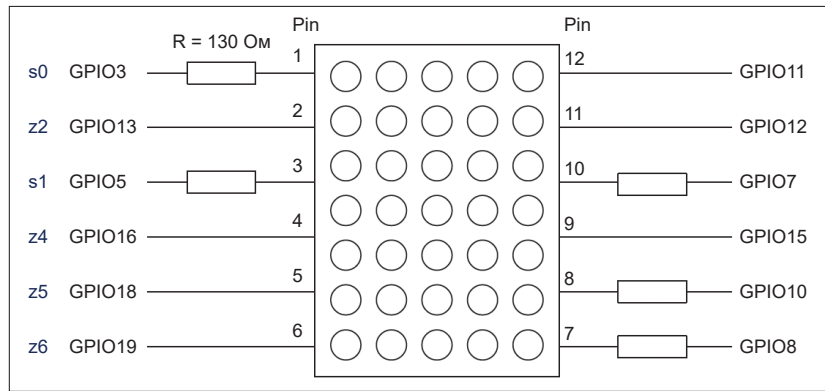 Pin Pin
R = 130 Ом
s0 GPIO3 1 12 GPIO11
z2 GPIO13 2 11 GPIO12
s1 GPIO5 3 10 GPIO7
z4 GPIO16 4 9 GPIO15
z5 GPIO18 5 8 GPIO10
z6 GPIO19 6 7 GPIO8